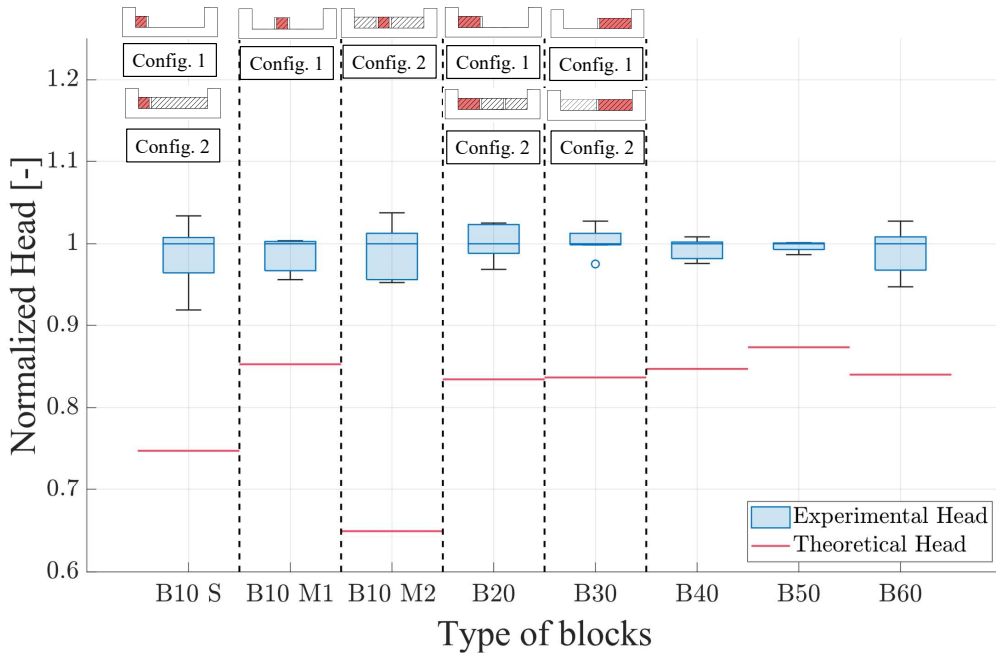 Config. 1
Config. 1
Config. 2
Config. 1
Config. 1
Config. 2
Config. 2
Config. 2
1.2
1.1
1
0.9
0.8
0.7
0.6
Normalized Head [-]
Experimental Head
Theoretical Head
B10 S
B10 M1
B10 M2
B20
B30
B40
B50
B60
Type of blocks